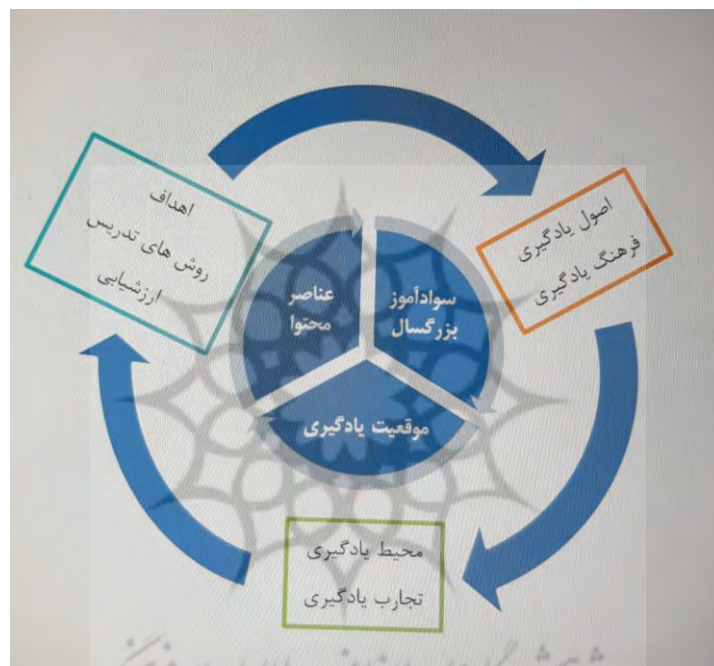 اهداف
روش های تدریس
ارزشیابی
اصول یادگیری
فرهنگ یادگیری
عناصر
محتوا
سوادآموز
بزرگسال
موقعیت یادگیری
محیط یادگیری
تجارب یادگیری